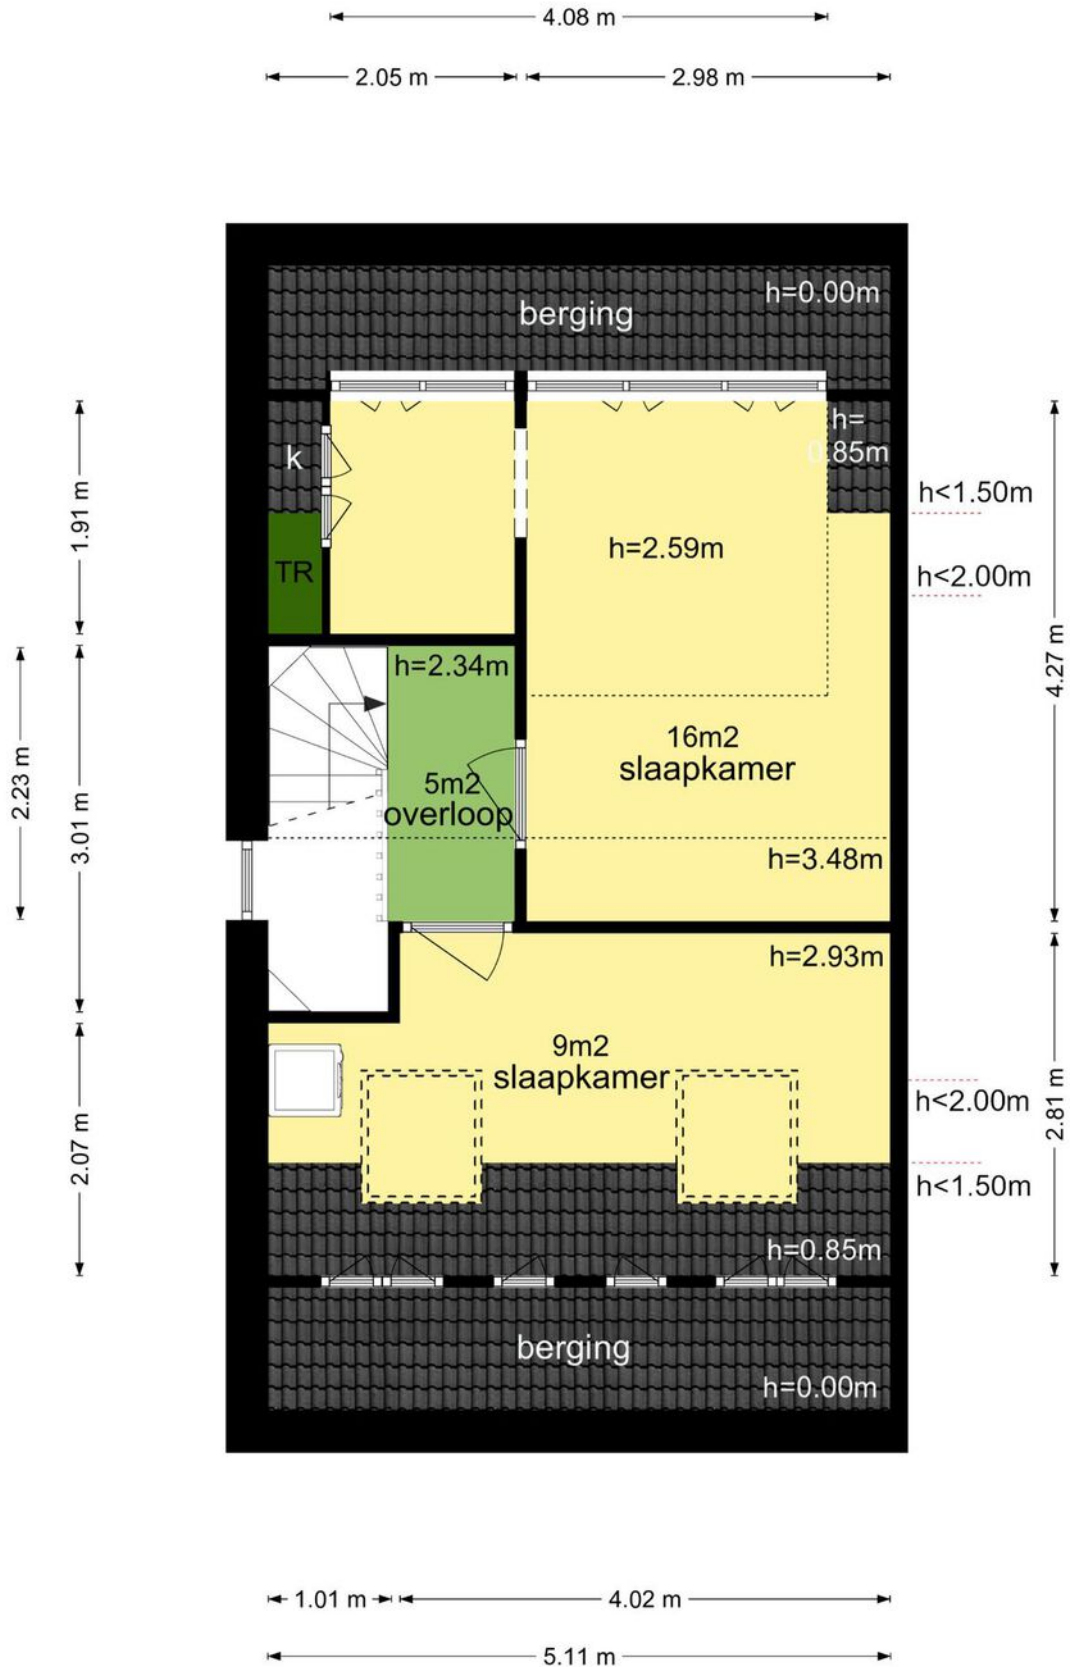 4.08 m
2.05 m
2.98 m
h=0.00m
berging
h=
0.85m
k
h<1.50m
1.91 m
h=2.59m
TR
h<2.00m
h=2.34m
4.27 m
16m2
slaapkamer
2.23 m
5m2
overloop
3.01 m
h=3.48m
h=2.93m
9m2
slaapkamer
h<2.00m
2.81 m
2.07 m
h<1.50m
h=0.85m
berging
h=0.00m
1.01 m
4.02 m
5.11 m